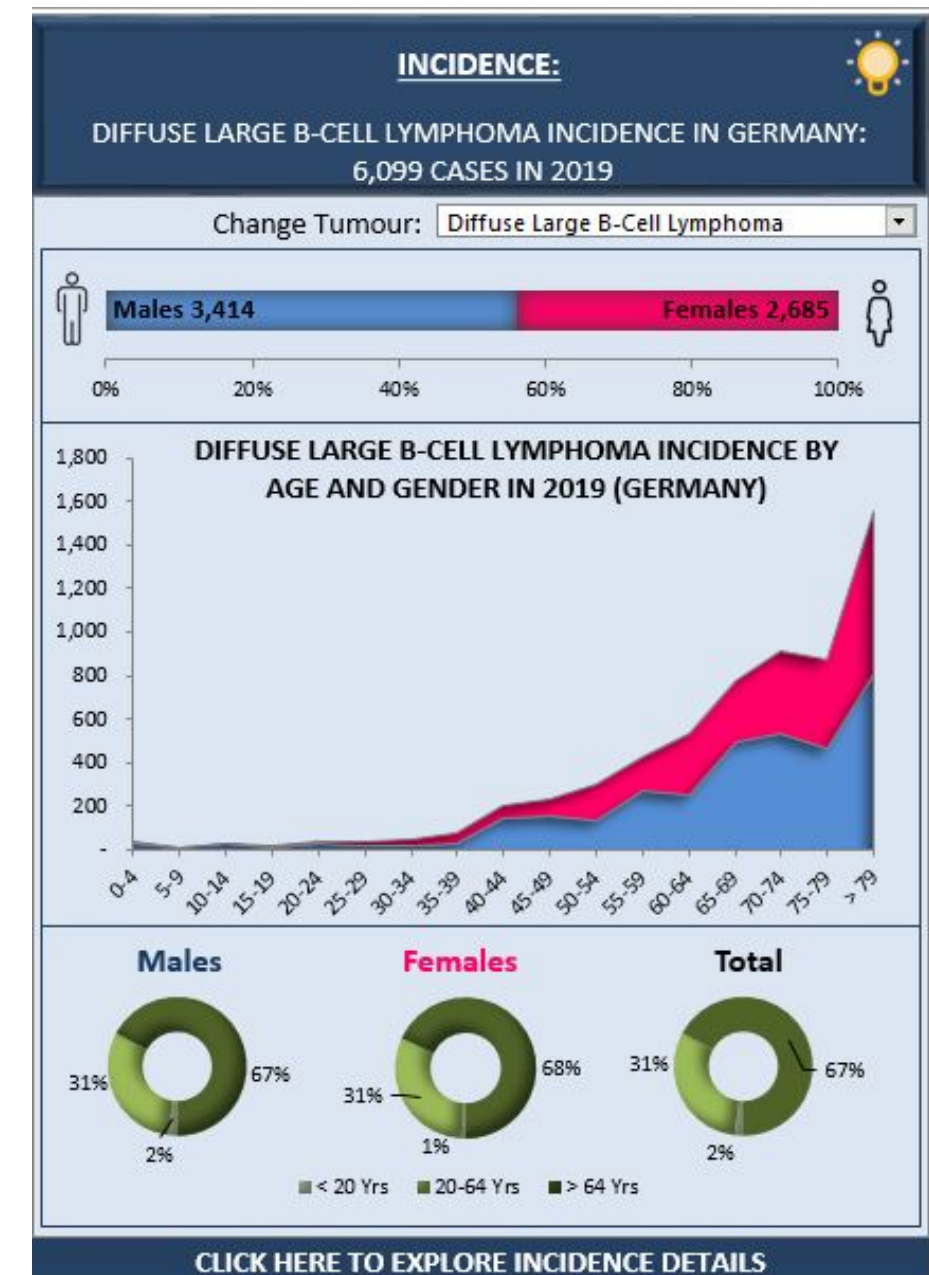 INCIDENCE:
DIFFUSE LARGE B-CELL LYMPHOMA INCIDENCE IN GERMANY:
6,099 CASES IN 2019
Change Tumour: Diffuse Large B-Cell Lymphoma
Males 3,414 Females 2,685
0% 20% 40% 60% 80% 100%
DIFFUSE LARGE B-CELL LYMPHOMA INCIDENCE BY
AGE AND GENDER IN 2019 (GERMANY)
1,800
1,600
1,400
1,200
1,000
800
600
400
200
-
0-4 5-9 10-14 15-19 20-24 25-29 30-34 35-39 40-44 45-49 50-54 55-59 60-64 65-69 70-74 75-79 > 79
Males Females Total
31% 67% 2%
31% 68% 1%
31% 67% 2%
< 20 Yrs 20-64 Yrs > 64 Yrs
CLICK HERE TO EXPLORE INCIDENCE DETAILS